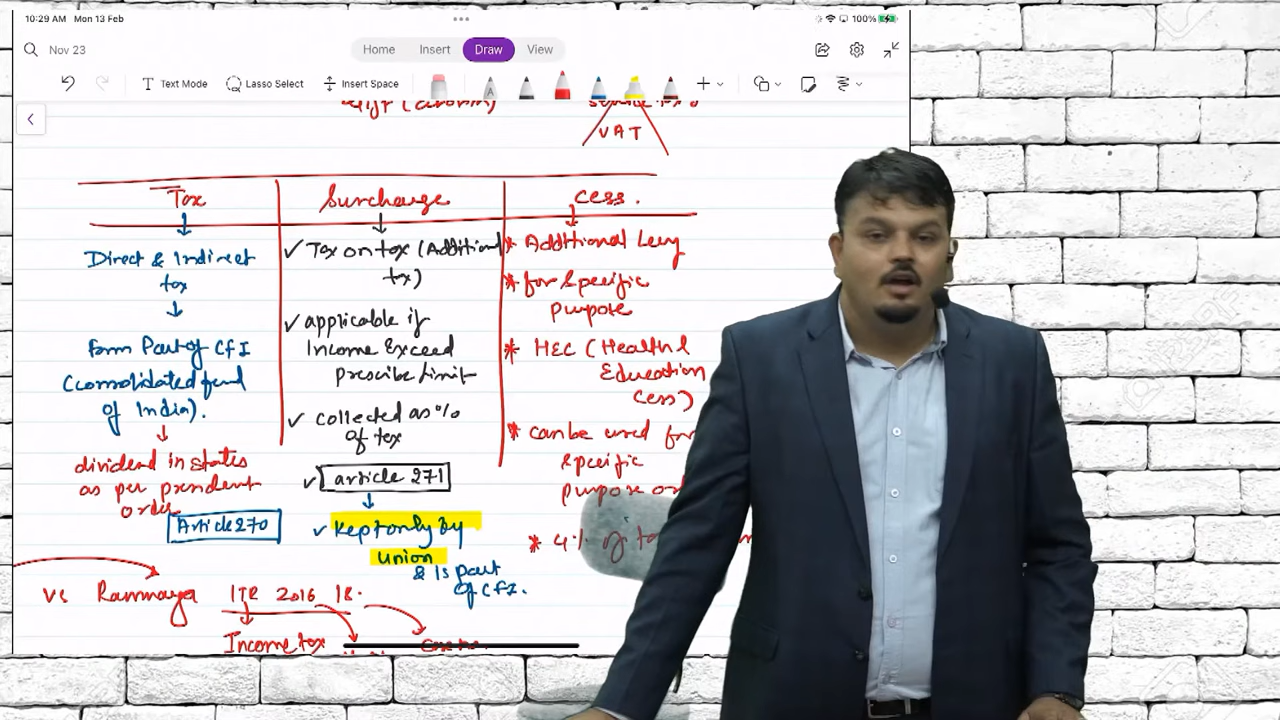 10:29 AM Mon 13 Feb
100%
Nov 23
Home Insert Draw View
Text Mode Lasso Select Insert Space
VAT
Tax
Direct & Indirect
tax
form Part of CFI
(Consolidated fund
of India).
dividend in states
as per president
order
Article 270
Surcharge
Tax on tax (Additional
tax)
applicable if
Income Exceed
Prescribe limit
collected as %
of tax
article 271
Kept only by
union
& is part
of CFI.
Cess.
Additional Levy
for Specific
purpose
HEC (Health &
Education
Cess)
can be used for
specific
purpose
4% of
vs Rammaya ITR 2016 18.
Income tax